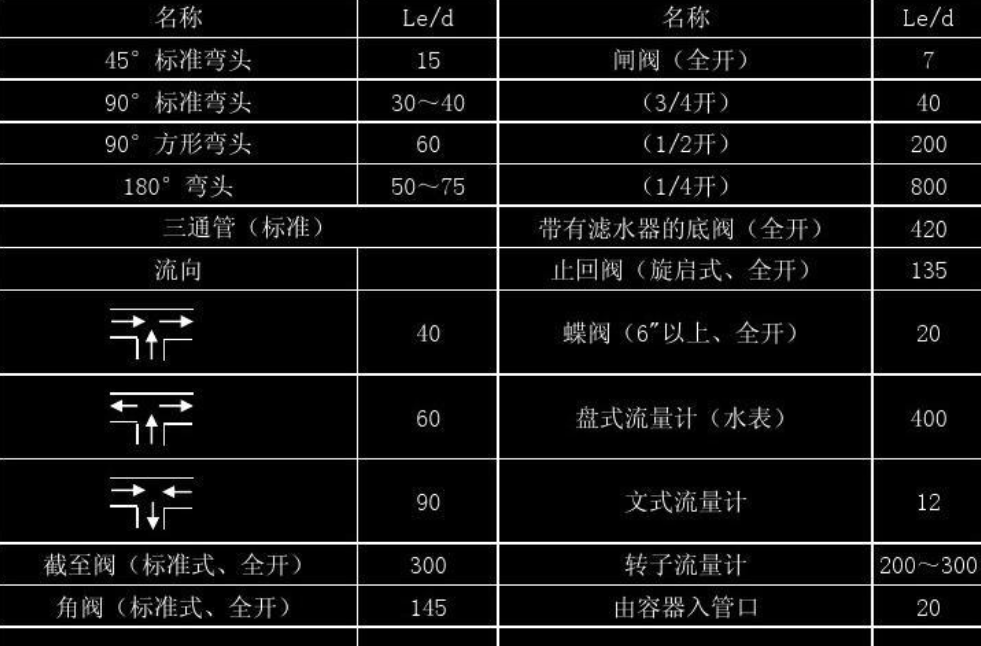 名称 Le/d 名称 Le/d
45°标准弯头 15 闸阀（全开） 7
90°标准弯头 30～40 （3/4开） 40
90°方形弯头 60 （1/2开） 200
180°弯头 50～75 （1/4开） 800
三通管（标准） 带有滤水器的底阀（全开） 420
流向 止回阀（旋启式、全开） 135
40 蝶阀（6″以上、全开） 20
60 盘式流量计（水表） 400
90 文式流量计 12
截至阀（标准式、全开） 300 转子流量计 200～300
角阀（标准式、全开） 145 由容器入管口 20